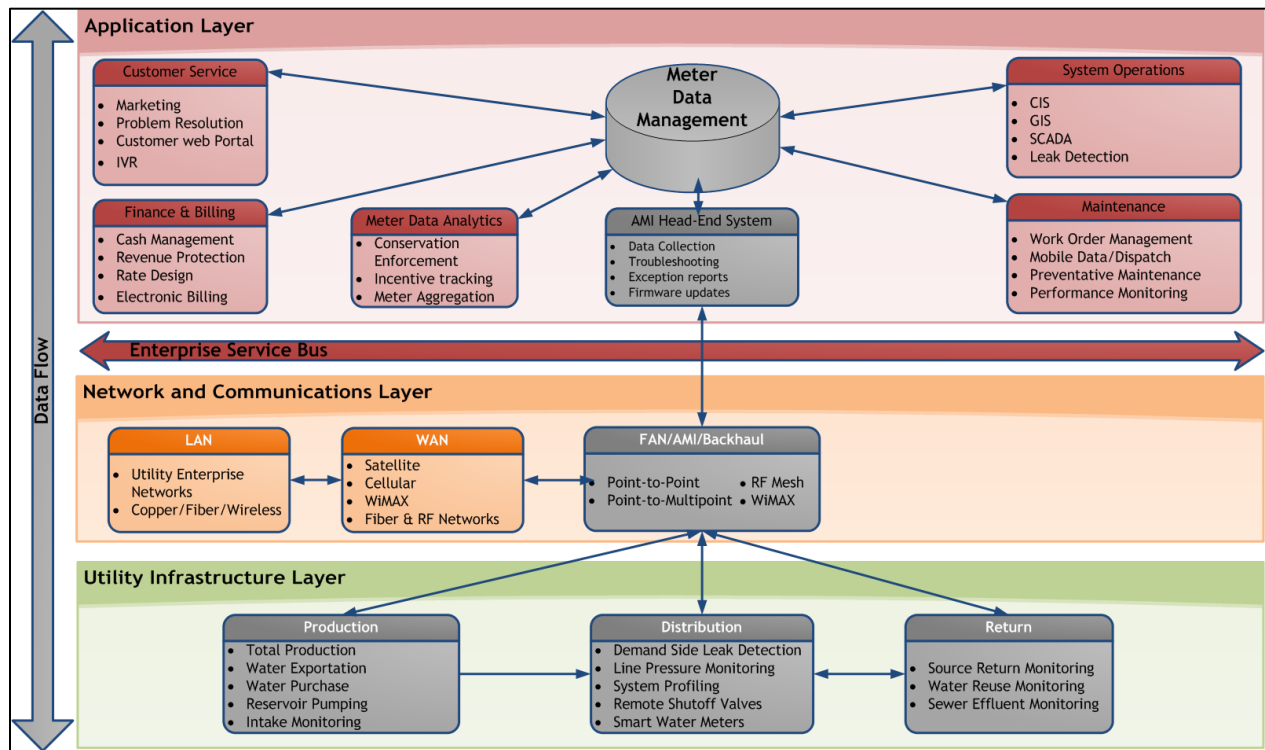 Data Flow
Application Layer
Customer Service
• Marketing
• Problem Resolution
• Customer web Portal
• IVR
Meter
Data
Management
System Operations
• CIS
• GIS
• SCADA
• Leak Detection
Finance & Billing
• Cash Management
• Revenue Protection
• Rate Design
• Electronic Billing
Meter Data Analytics
• Conservation
Enforcement
• Incentive tracking
• Meter Aggregation
AMI Head-End System
• Data Collection
• Troubleshooting
• Exception reports
• Firmware updates
Maintenance
• Work Order Management
• Mobile Data/Dispatch
• Preventative Maintenance
• Performance Monitoring
Enterprise Service Bus
Network and Communications Layer
LAN
• Utility Enterprise
Networks
• Copper/Fiber/Wireless
WAN
• Satellite
• Cellular
• WiMAX
• Fiber & RF Networks
FAN/AMI/Backhaul
• Point-to-Point
• Point-to-Multipoint
• RF Mesh
• WiMAX
Utility Infrastructure Layer
Production
• Total Production
• Water Exportation
• Water Purchase
• Reservoir Pumping
• Intake Monitoring
Distribution
• Demand Side Leak Detection
• Line Pressure Monitoring
• System Profiling
• Remote Shutoff Valves
• Smart Water Meters
Return
• Source Return Monitoring
• Water Reuse Monitoring
• Sewer Effluent Monitoring